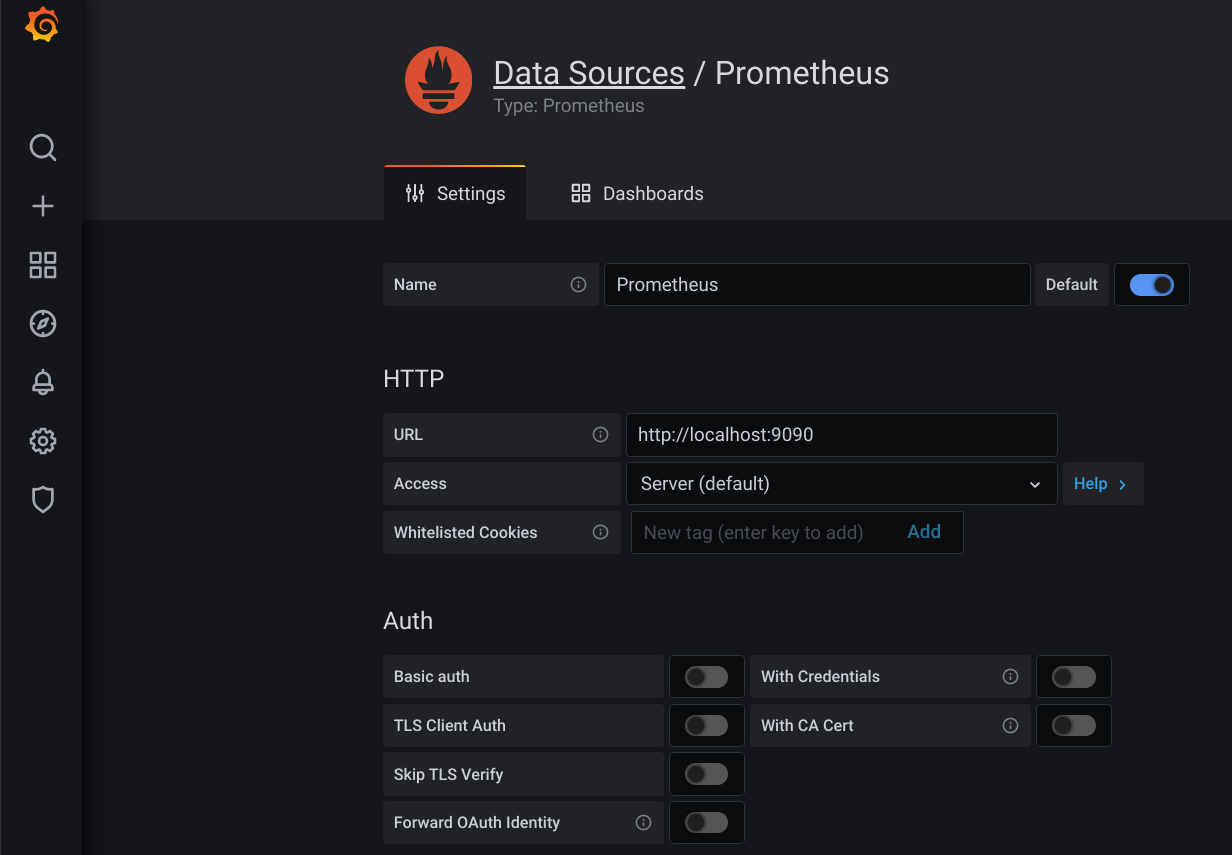 Data Sources / Prometheus
Type: Prometheus
Settings Dashboards
Name Prometheus Default
HTTP
URL http://localhost:9090
Access Server (default) Help
Whitelisted Cookies New tag (enter key to add) Add
Auth
Basic auth With Credentials
TLS Client Auth With CA Cert
Skip TLS Verify
Forward OAuth Identity